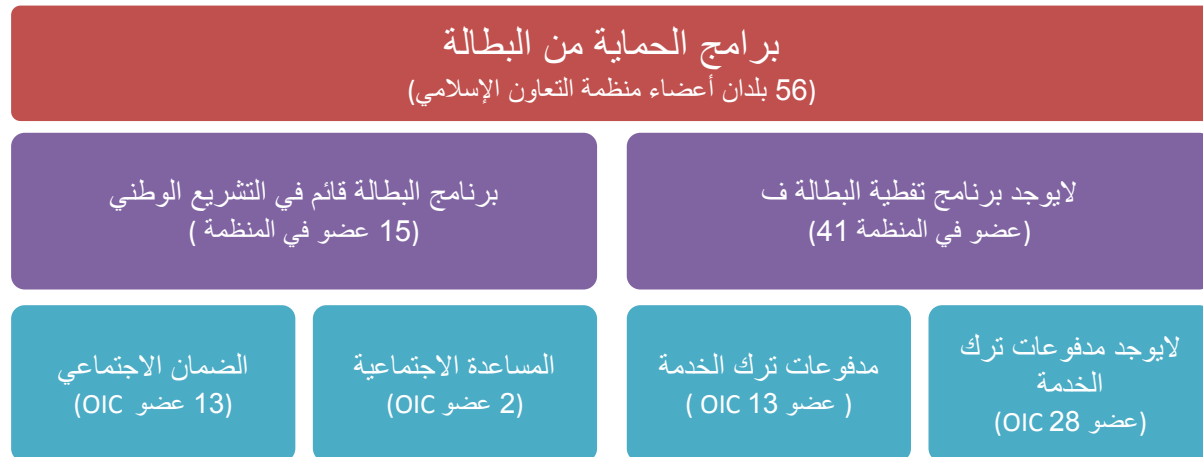 برامج الحماية من البطالة
(56 بلدان أعضاء منظمة التعاون الإسلامي)
لايوجد برنامج تفطية البطالة ف
(عضو في المنظمة 41)
برنامج البطالة قائم في التشريع الوطني
(15 عضو في المنظمة )
لايوجد مدفوعات ترك
الخدمة
(عضو OIC 28)
مدفوعات ترك الخدمة
( عضو OIC 13 )
المساعدة الاجتماعية
(2 عضو OIC)
الضمان الاجتماعي
(13 عضو OIC)